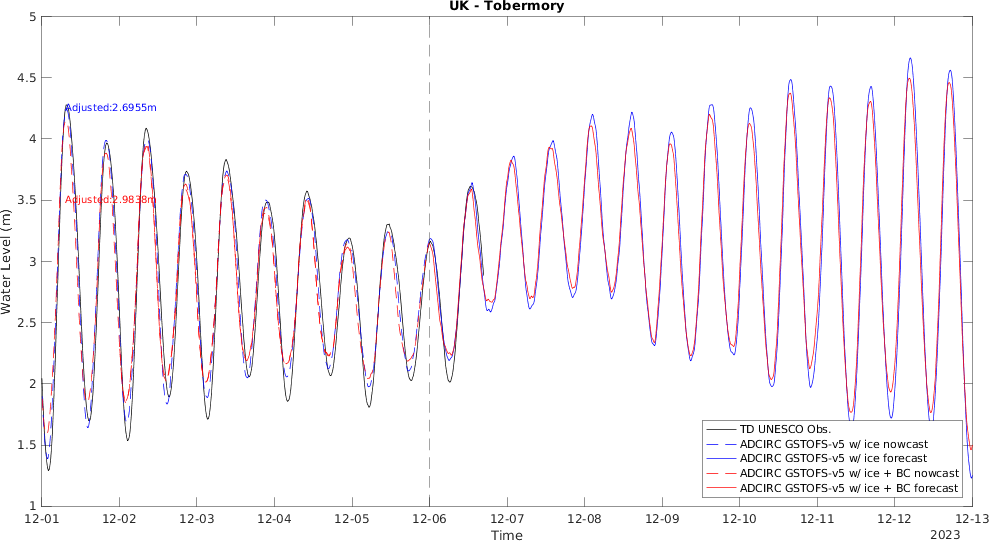 UK - Tobermory
5
4.5
4
3.5
3
2.5
2
1.5
1
Water Level (m)
Adjusted:2.6955m
Adjusted:2.9838m
TD UNESCO Obs.
ADCIRC GSTOFS-v5 w/ ice nowcast
ADCIRC GSTOFS-v5 w/ ice forecast
ADCIRC GSTOFS-v5 w/ ice + BC nowcast
ADCIRC GSTOFS-v5 w/ ice + BC forecast
12-01 12-02 12-03 12-04 12-05 12-06 12-07 12-08 12-09 12-10 12-11 12-12 12-13
Time
2023